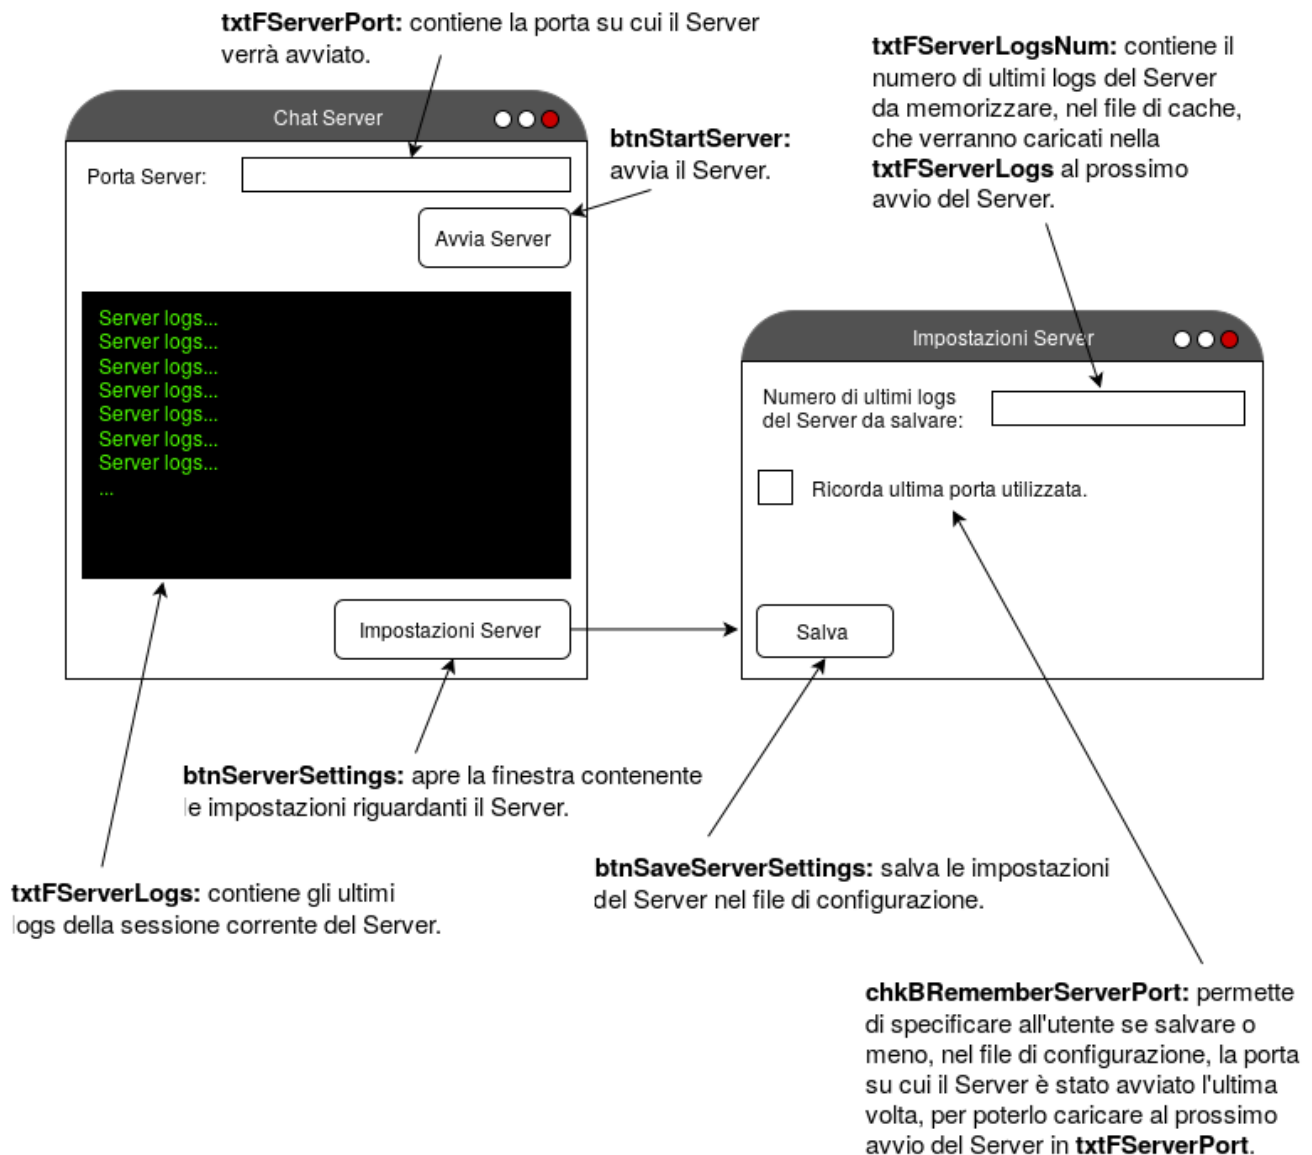 txtFServerPort: contiene la porta su cui il Server
verrà avviato.
txtFServerLogsNum: contiene il
numero di ultimi logs del Server
da memorizzare, nel file di cache,
che verranno caricati nella
txtFServerLogs al prossimo
avvio del Server.
Chat Server
btnStartServer:
avvia il Server.
Porta Server:
Avvia Server
Server logs...
Server logs...
Server logs...
Server logs...
Server logs...
Server logs...
Server logs...
...
Impostazioni Server
Impostazioni Server
Numero di ultimi logs
del Server da salvare:
Ricorda ultima porta utilizzata.
Salva
btnServerSettings: apre la finestra contenente
le impostazioni riguardanti il Server.
txtFServerLogs: contiene gli ultimi
logs della sessione corrente del Server.
btnSaveServerSettings: salva le impostazioni
del Server nel file di configurazione.
chkBRememberServerPort: permette
di specificare all'utente se salvare o
meno, nel file di configurazione, la porta
su cui il Server è stato avviato l'ultima
volta, per poterlo caricare al prossimo
avvio del Server in txtFServerPort.